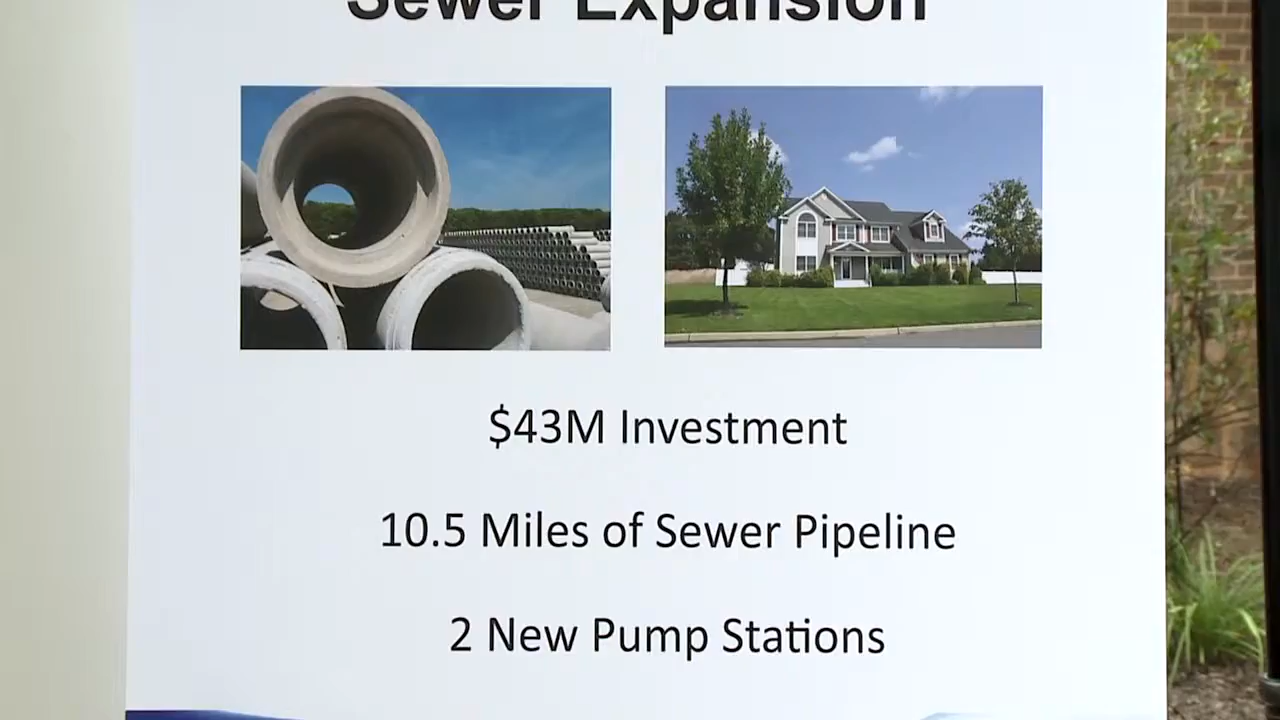 Sewer Expansion
$43M Investment
10.5 Miles of Sewer Pipeline
2 New Pump Stations